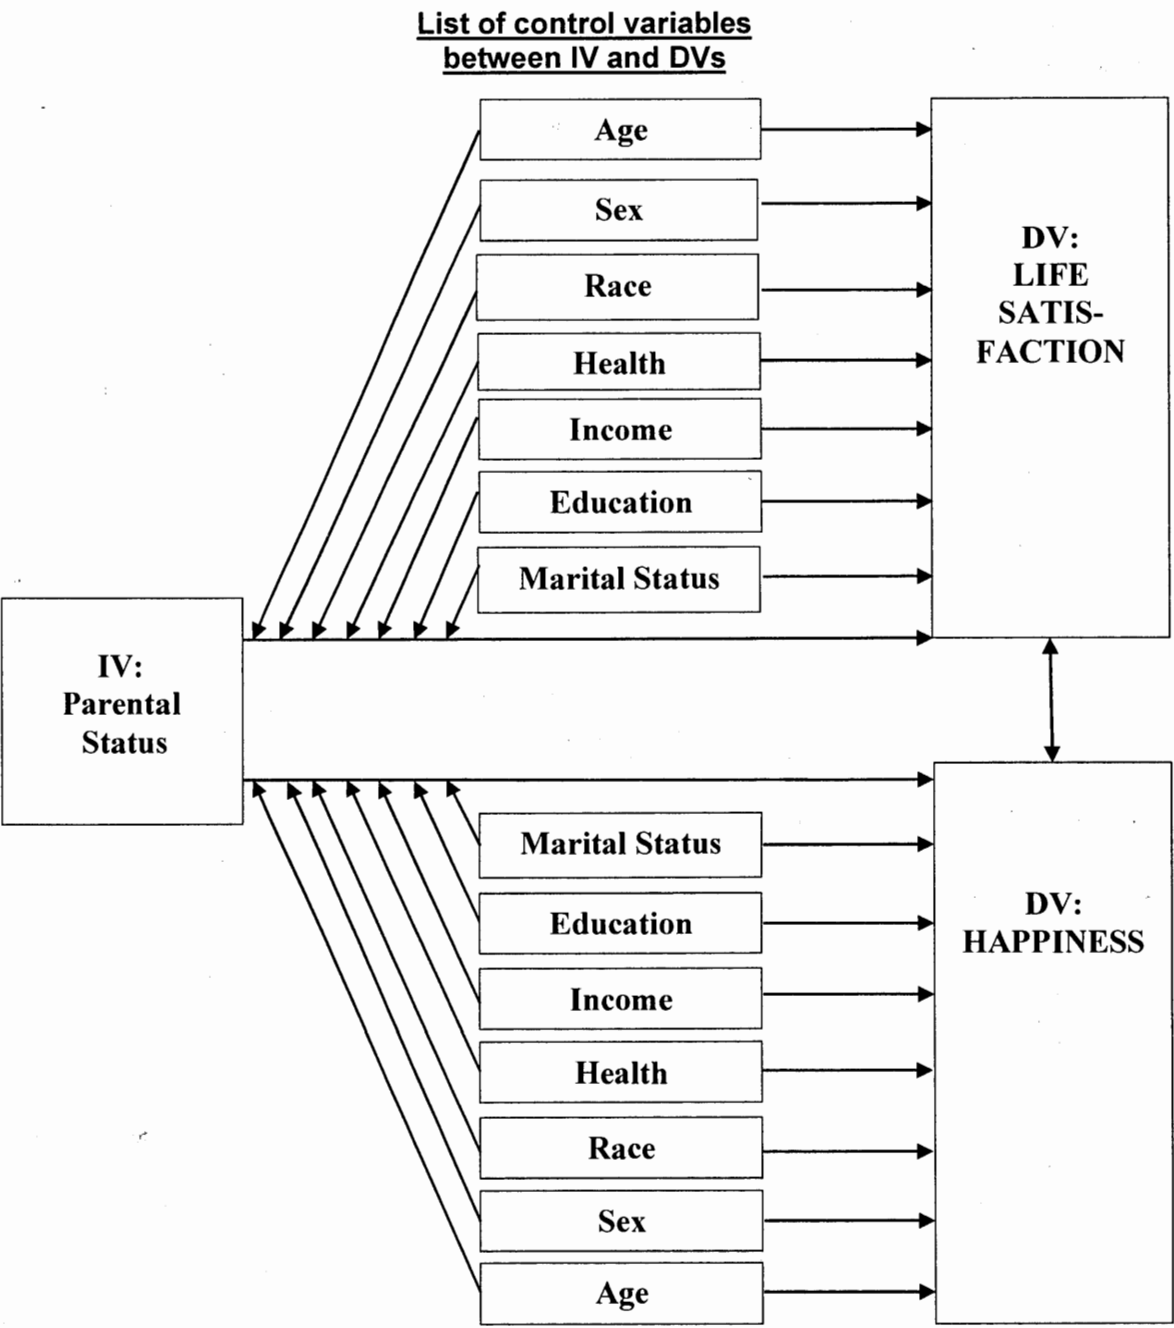 List of control variables
between IV and DVs
Age
Sex
Race
Health
Income
Education
Marital Status
DV:
LIFE
SATIS-
FACTION
IV:
Parental
Status
Marital Status
Education
Income
Health
Race
Sex
Age
DV:
HAPPINESS